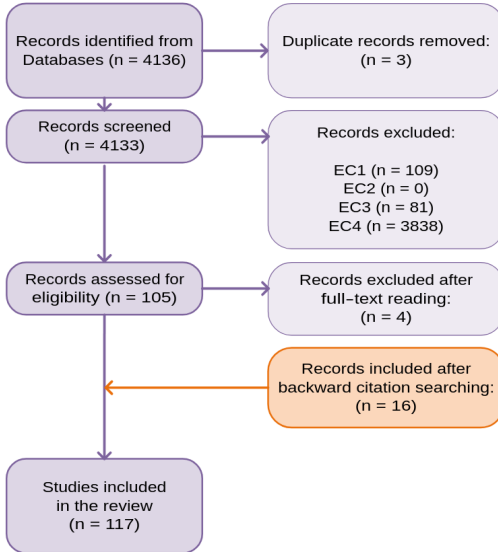 Records identified from
Databases (n = 4136)
Duplicate records removed:
(n = 3)
Records screened
(n = 4133)
Records excluded:
EC1 (n = 109)
EC2 (n = 0)
EC3 (n = 81)
EC4 (n = 3838)
Records assessed for
eligibility (n = 105)
Records excluded after
full-text reading:
(n = 4)
Records included after
backward citation searching:
(n = 16)
Studies included
in the review
(n = 117)